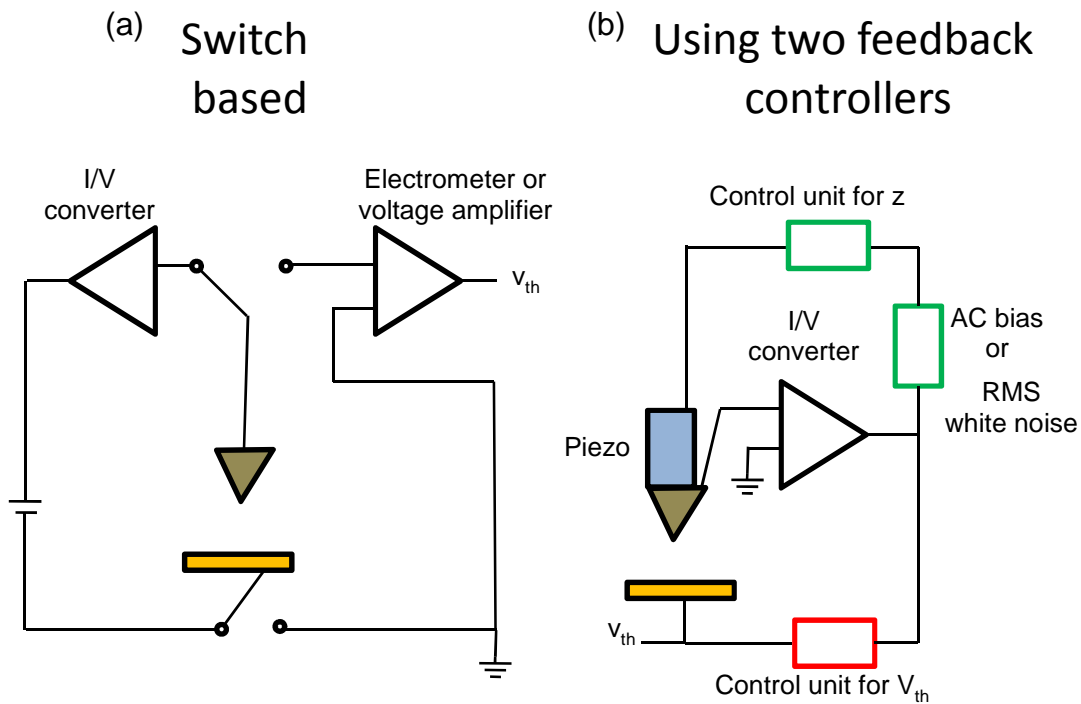 (a) Switch
based
I/V
converter
Electrometer or
voltage amplifier
v_th
(b) Using two feedback
controllers
Control unit for z
AC bias
or
RMS
white noise
I/V
converter
Piezo
v_th
Control unit for V_th